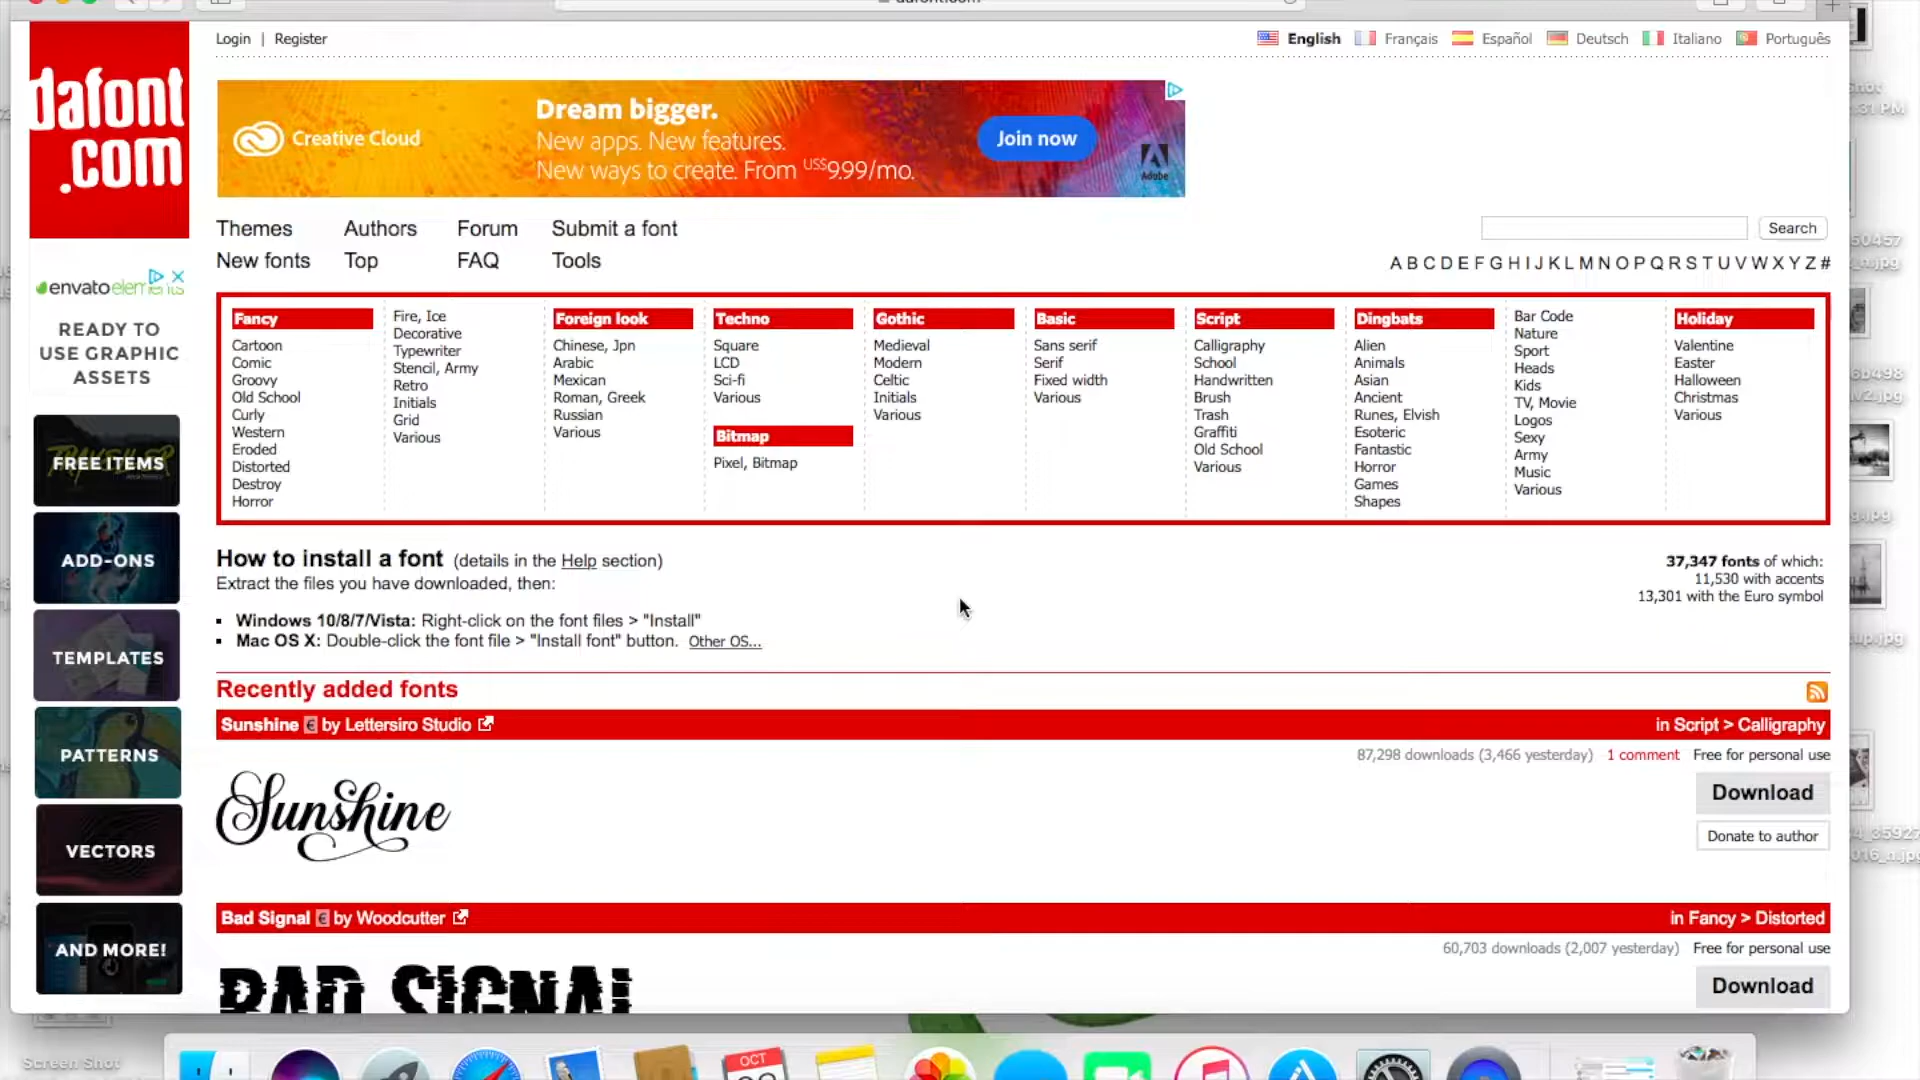 dafont.com
Login | Register
English Français Español Deutsch Italiano Português
dafont
.com
Creative Cloud
Dream bigger.
New apps. New features.
New ways to create. From US$9.99/mo.
Join now
Adobe
Themes Authors Forum Submit a font
New fonts Top FAQ Tools
Search
A B C D E F G H I J K L M N O P Q R S T U V W X Y Z #
envato elements
READY TO
USE GRAPHIC
ASSETS
FREE ITEMS
ADD-ONS
TEMPLATES
PATTERNS
VECTORS
AND MORE!
Fancy
Cartoon
Comic
Groovy
Old School
Curly
Western
Eroded
Distorted
Destroy
Horror
Fire, Ice
Decorative
Typewriter
Stencil, Army
Retro
Initials
Grid
Various
Foreign look
Chinese, Jpn
Arabic
Mexican
Roman, Greek
Russian
Various
Techno
Square
LCD
Sci-fi
Various
Bitmap
Pixel, Bitmap
Gothic
Medieval
Modern
Celtic
Initials
Various
Basic
Sans serif
Serif
Fixed width
Various
Script
Calligraphy
School
Handwritten
Brush
Trash
Graffiti
Old School
Various
Dingbats
Alien
Animals
Asian
Ancient
Runes, Elvish
Esoteric
Fantastic
Horror
Games
Shapes
Bar Code
Nature
Sport
Heads
Kids
TV, Movie
Logos
Sexy
Army
Music
Various
Holiday
Valentine
Easter
Halloween
Christmas
Various
How to install a font (details in the Help section)
Extract the files you have downloaded, then:
Windows 10/8/7/Vista: Right-click on the font files > "Install"
Mac OS X: Double-click the font file > "Install font" button. Other OS...
37,347 fonts of which:
11,530 with accents
13,301 with the Euro symbol
Recently added fonts
Sunshine € by Lettersiro Studio
in Script > Calligraphy
87,298 downloads (3,466 yesterday) 1 comment Free for personal use
Sunshine
Download
Donate to author
Bad Signal € by Woodcutter
in Fancy > Distorted
60,703 downloads (2,007 yesterday) Free for personal use
BAD SIGNAL
Download
Screen Shot
OCT